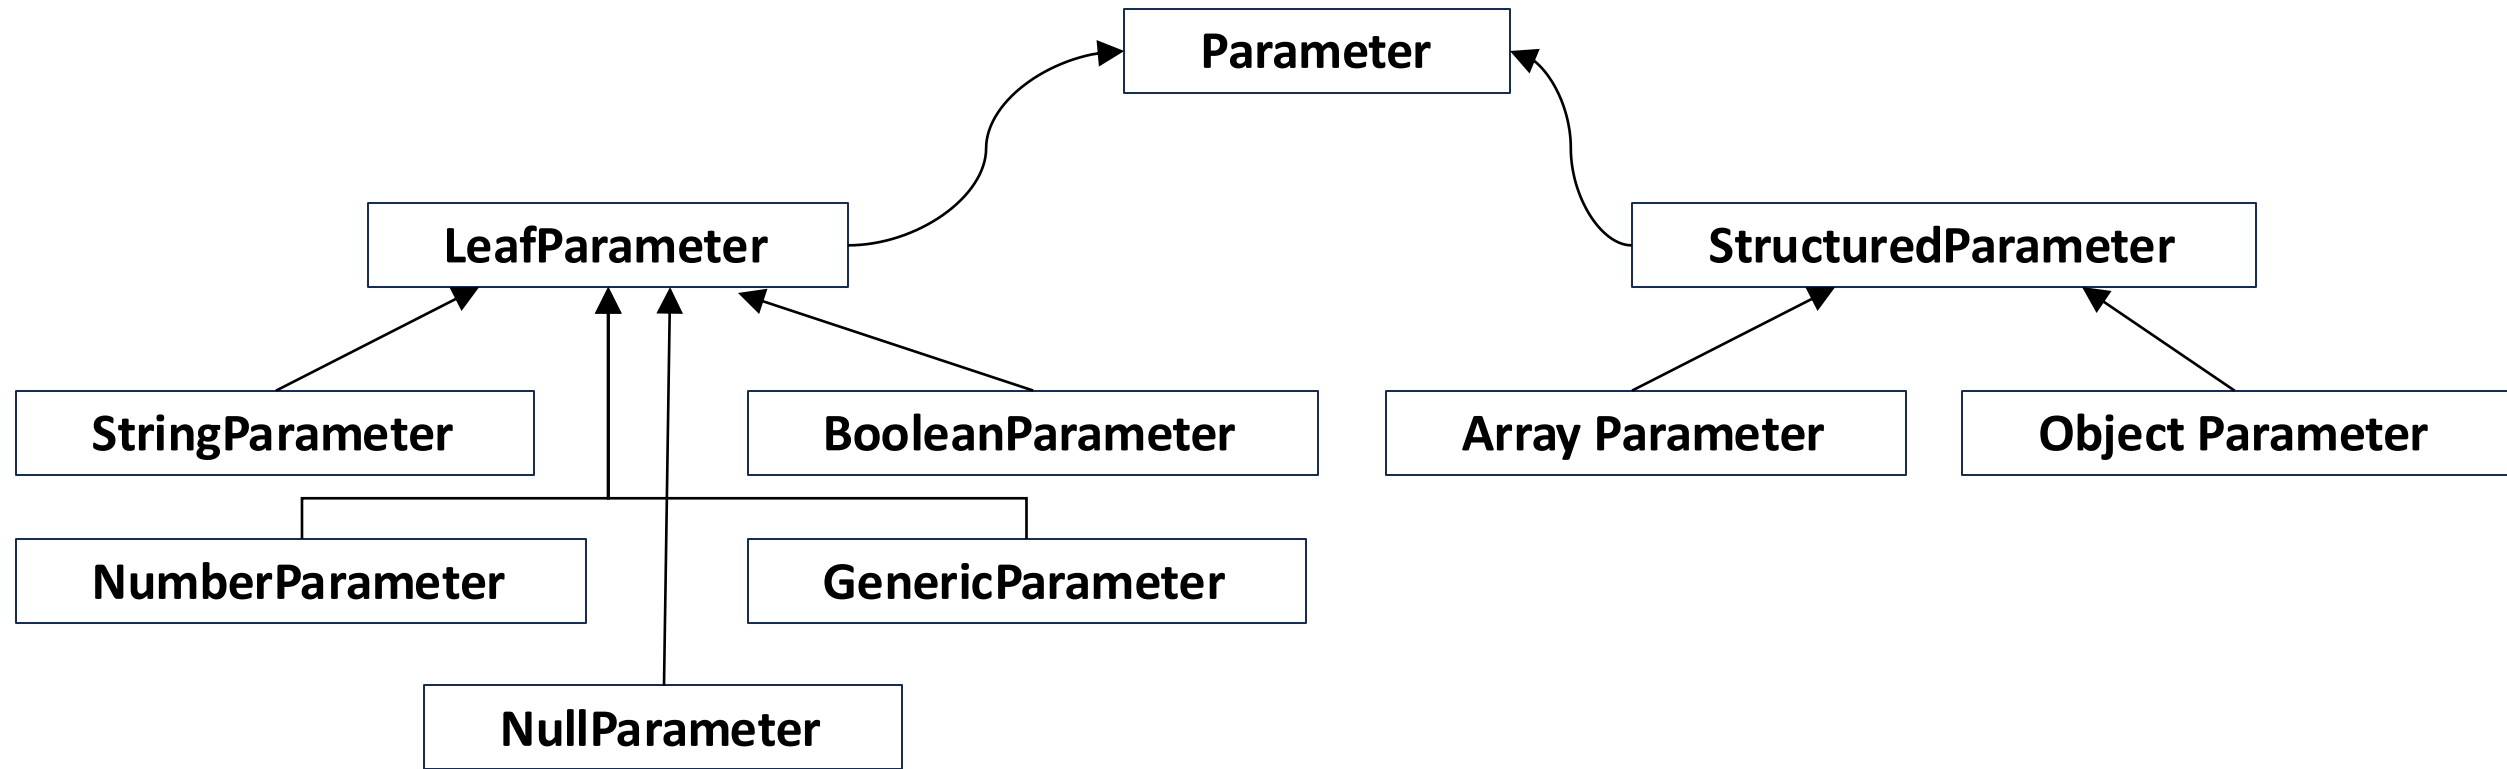 Parameter
LeafParameter
StructuredParameter
StringParameter
BooleanParameter
Array Parameter
Object Parameter
NumberParameter
GenericParameter
NullParameter